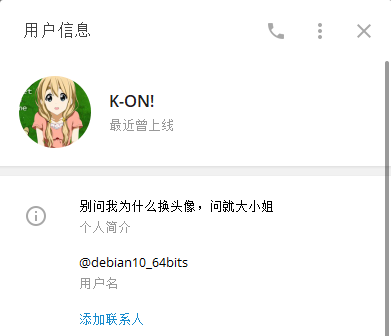 用户信息
K-ON!
最近曾上线
别问我为什么换头像，问就大小姐
个人简介
@debian10_64bits
用户名
添加联系人